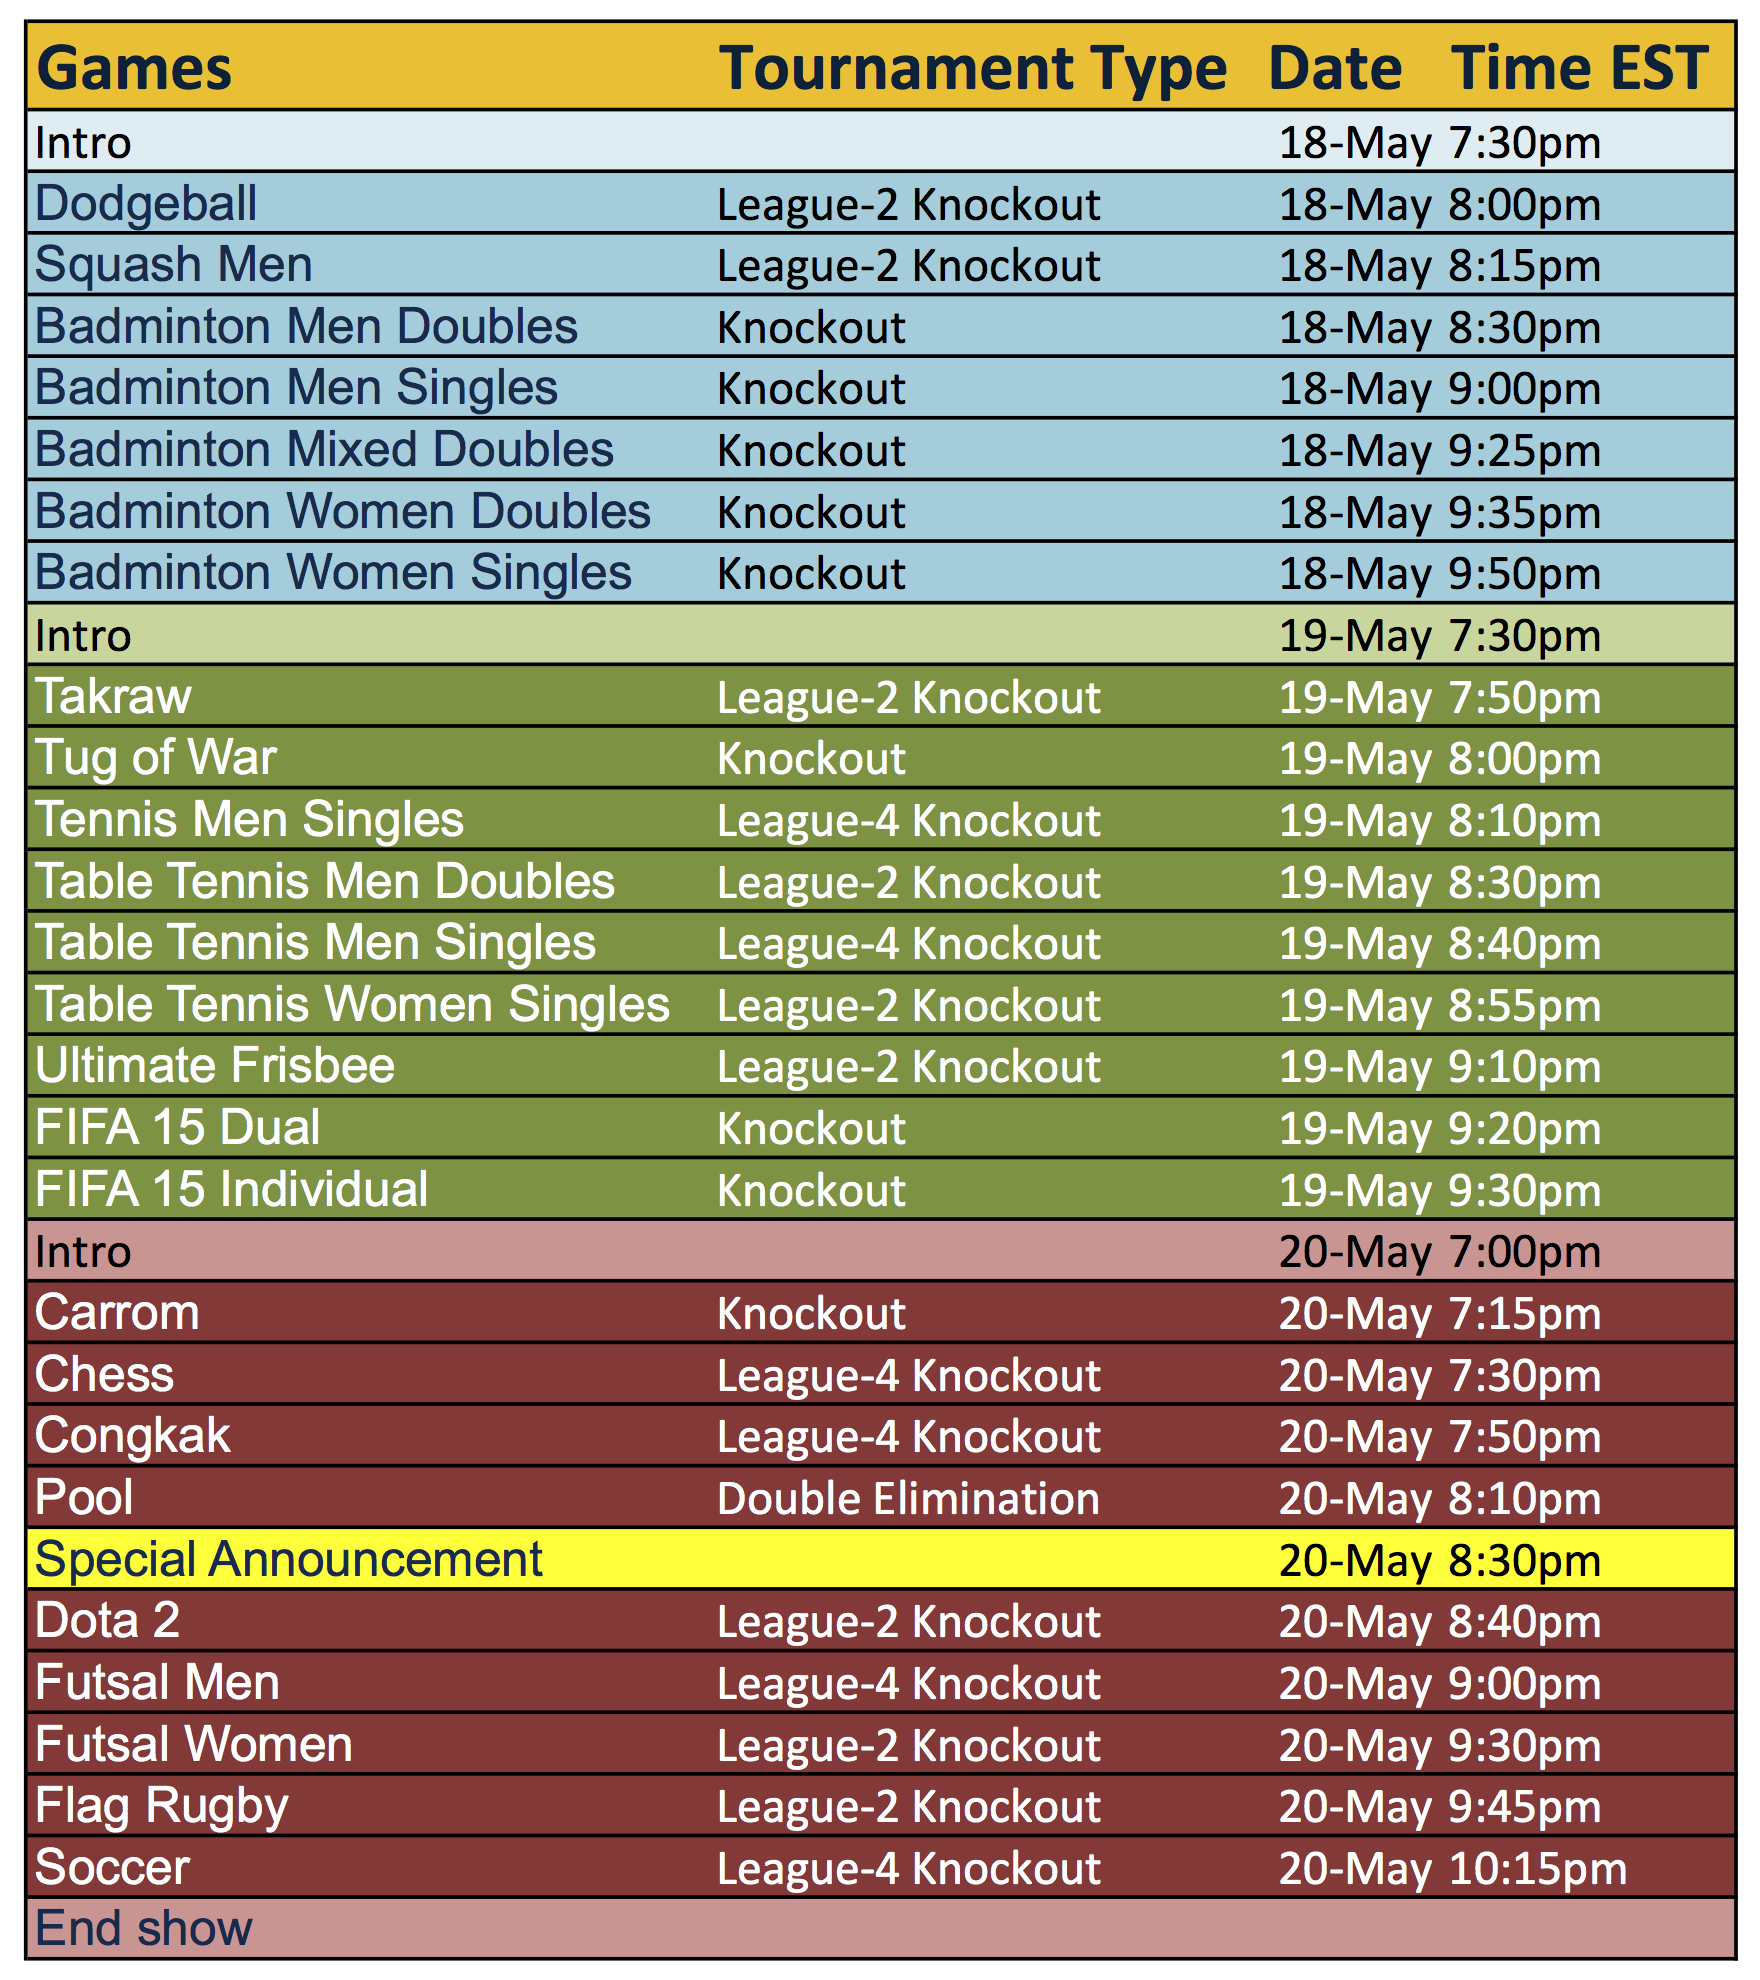 Games Tournament Type Date Time EST
Intro 18-May 7:30pm
Dodgeball League-2 Knockout 18-May 8:00pm
Squash Men League-2 Knockout 18-May 8:15pm
Badminton Men Doubles Knockout 18-May 8:30pm
Badminton Men Singles Knockout 18-May 9:00pm
Badminton Mixed Doubles Knockout 18-May 9:25pm
Badminton Women Doubles Knockout 18-May 9:35pm
Badminton Women Singles Knockout 18-May 9:50pm
Intro 19-May 7:30pm
Takraw League-2 Knockout 19-May 7:50pm
Tug of War Knockout 19-May 8:00pm
Tennis Men Singles League-4 Knockout 19-May 8:10pm
Table Tennis Men Doubles League-2 Knockout 19-May 8:30pm
Table Tennis Men Singles League-4 Knockout 19-May 8:40pm
Table Tennis Women Singles League-2 Knockout 19-May 8:55pm
Ultimate Frisbee League-2 Knockout 19-May 9:10pm
FIFA 15 Dual Knockout 19-May 9:20pm
FIFA 15 Individual Knockout 19-May 9:30pm
Intro 20-May 7:00pm
Carrom Knockout 20-May 7:15pm
Chess League-4 Knockout 20-May 7:30pm
Congkak League-4 Knockout 20-May 7:50pm
Pool Double Elimination 20-May 8:10pm
Special Announcement 20-May 8:30pm
Dota 2 League-2 Knockout 20-May 8:40pm
Futsal Men League-4 Knockout 20-May 9:00pm
Futsal Women League-2 Knockout 20-May 9:30pm
Flag Rugby League-2 Knockout 20-May 9:45pm
Soccer League-4 Knockout 20-May 10:15pm
End show